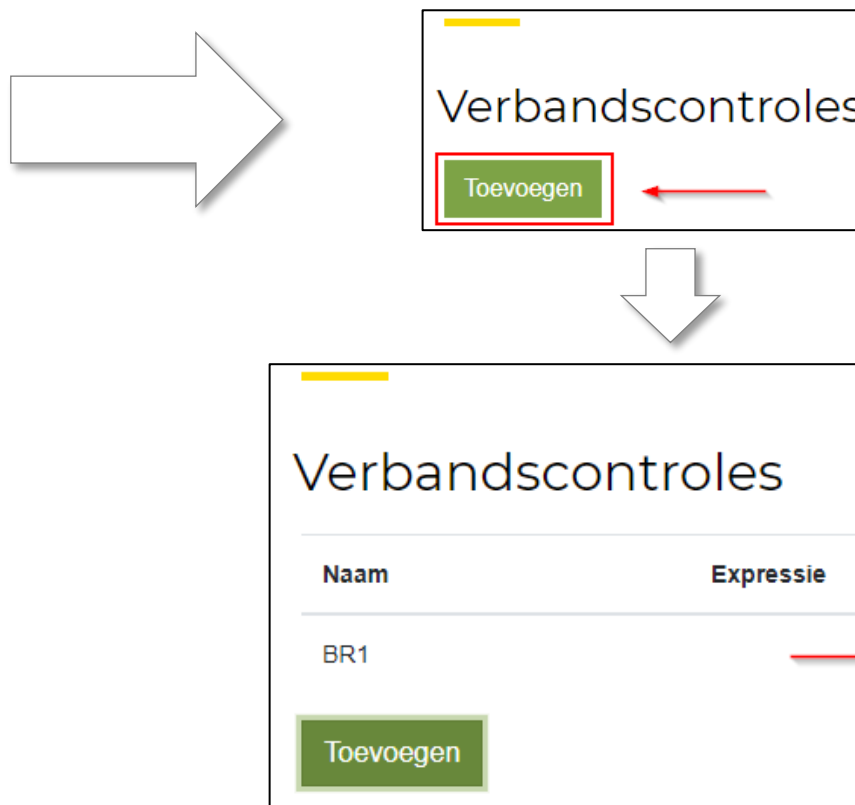 Verbandscontroles
Toevoegen
Verbandscontroles
Naam Expressie
BR1
Toevoegen